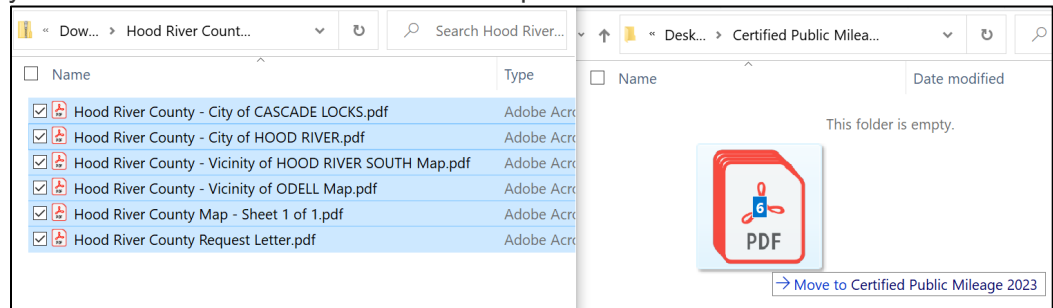 « Dow... > Hood River Count...
Search Hood River...
Name
Type
Hood River County - City of CASCADE LOCKS.pdf
Adobe Acro
Hood River County - City of HOOD RIVER.pdf
Adobe Acro
Hood River County - Vicinity of HOOD RIVER SOUTH Map.pdf
Adobe Acro
Hood River County - Vicinity of ODELL Map.pdf
Adobe Acro
Hood River County Map - Sheet 1 of 1.pdf
Adobe Acro
Hood River County Request Letter.pdf
Adobe Acro
« Desk... > Certified Public Milea...
Name
Date modified
This folder is empty.
6
PDF
→ Move to Certified Public Mileage 2023